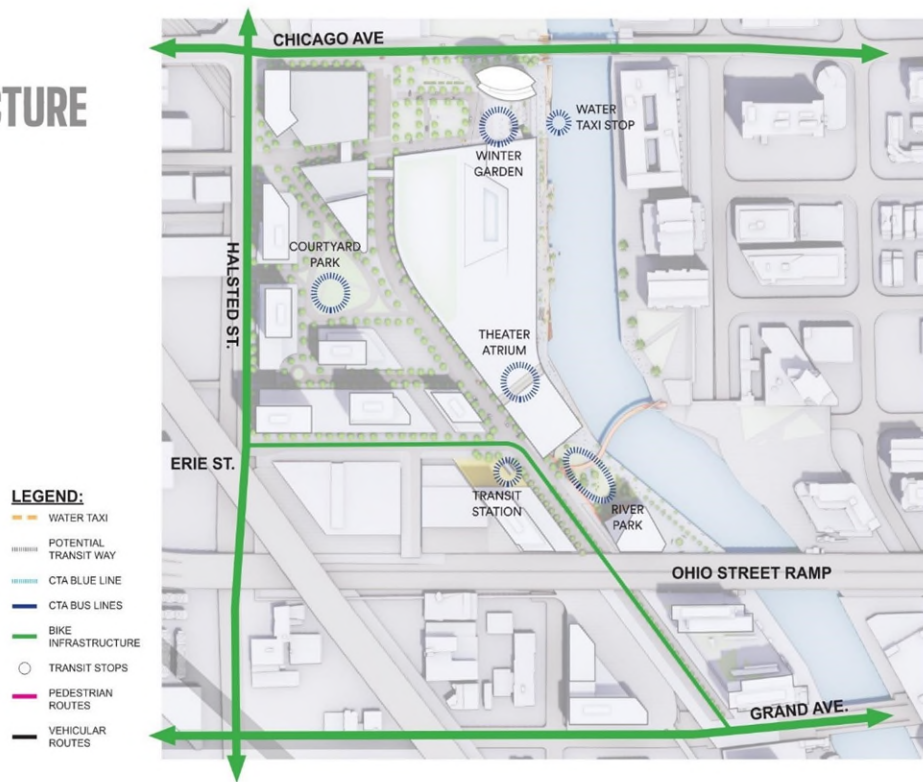 CHICAGO AVE
WATER
TAXI STOP
WINTER
GARDEN
HALSTED ST.
COURTYARD
PARK
THEATER
ATRIUM
ERIE ST.
TRANSIT
STATION
RIVER
PARK
OHIO STREET RAMP
GRAND AVE.
LEGEND:
WATER TAXI
POTENTIAL
TRANSIT WAY
CTA BLUE LINE
CTA BUS LINES
BIKE
INFRASTRUCTURE
TRANSIT STOPS
PEDESTRIAN
ROUTES
VEHICULAR
ROUTES